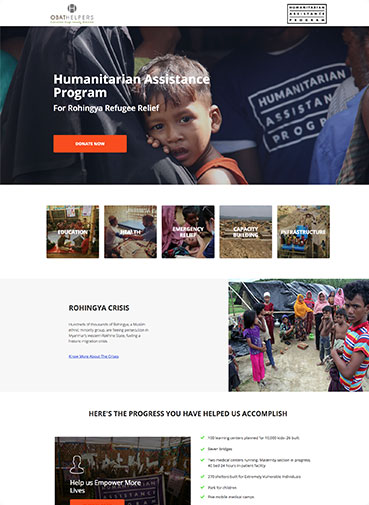 OBATHELPERS
HUMANITARIAN
ASSISTANCE
PROGRAM
Humanitarian Assistance
Program
For Rohingya Refugee Relief
DONATE NOW
HUMANITARIAN
ASSISTANCE
PROGRAM
EDUCATION
HEALTH
EMERGENCY
RELIEF
CAPACITY
BUILDING
INFRASTRUCTURE
ROHINGYA CRISIS
Hundreds of thousands of Rohingya, a Muslim
ethnic minority group, are fleeing persecution in
Myanmar's western Rakhine State, fueling a
historic migration crisis.
Know More About The Crisis
HERE'S THE PROGRESS YOU HAVE HELPED US ACCOMPLISH
Help us Empower More
Lives
100 learning centers planned for 10,000 kids- 26 built
Seven bridges
Two medical centers running. Maternity section in progress.
40 bed 24 hours in-patient facility
270 shelters built for Extremely Vulnerable Individuals
Park for children
Five mobile medical camps